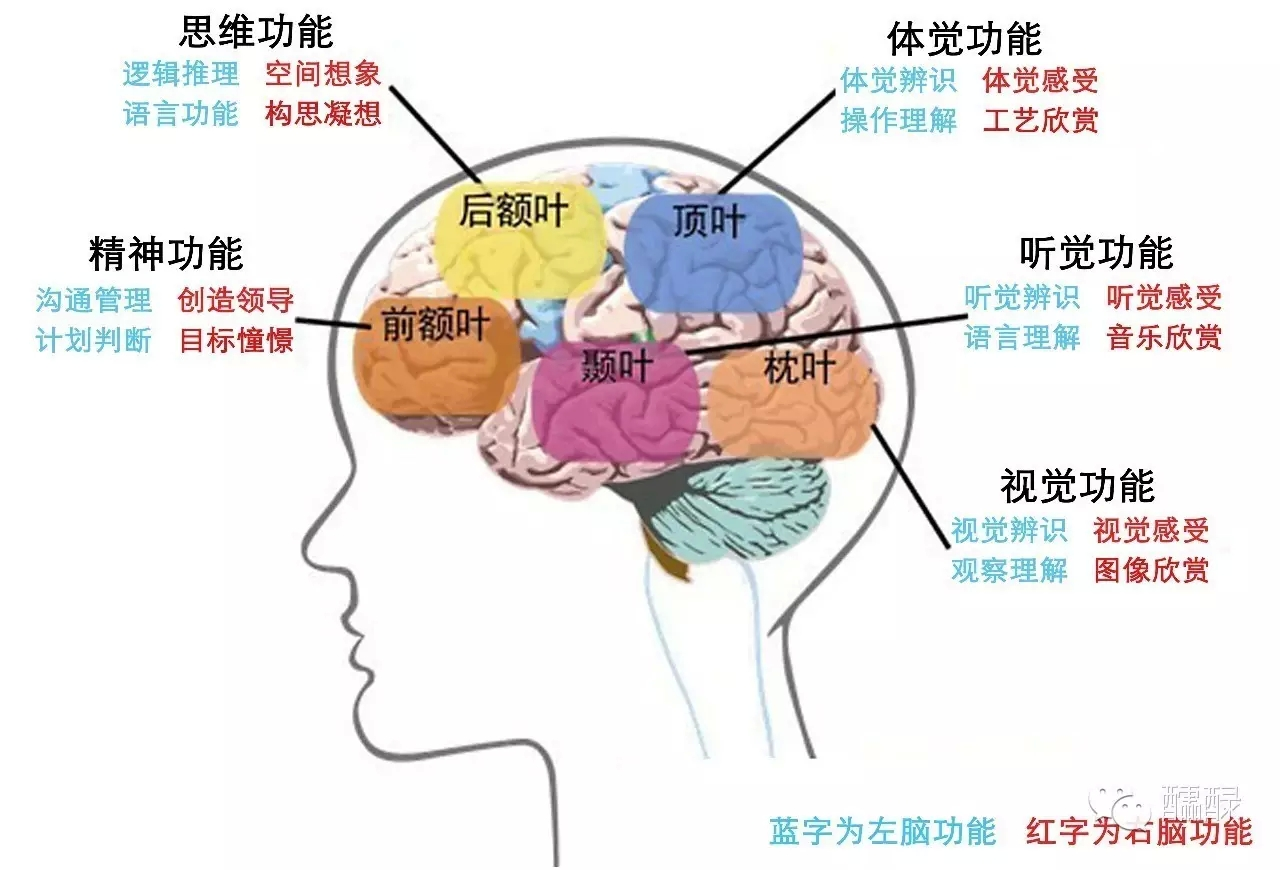 思维功能
逻辑推理 空间想象
语言功能 构思凝想
体觉功能
体觉辨识 体觉感受
操作理解 工艺欣赏
后额叶
顶叶
精神功能
沟通管理 创造领导
计划判断 目标憧憬
听觉功能
听觉辨识 听觉感受
语言理解 音乐欣赏
前额叶
颞叶
枕叶
视觉功能
视觉辨识 视觉感受
观察理解 图像欣赏
醹醁
蓝字为左脑功能 红字为右脑功能